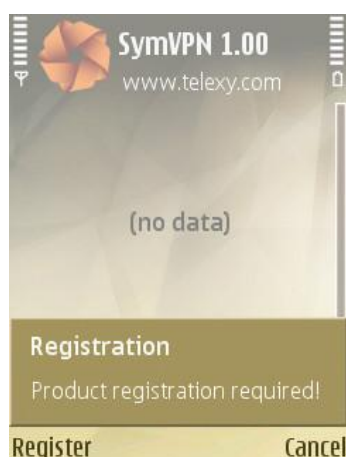 SymVPN 1.00
www.telexy.com
(no data)
Registration
Product registration required!
Register Cancel